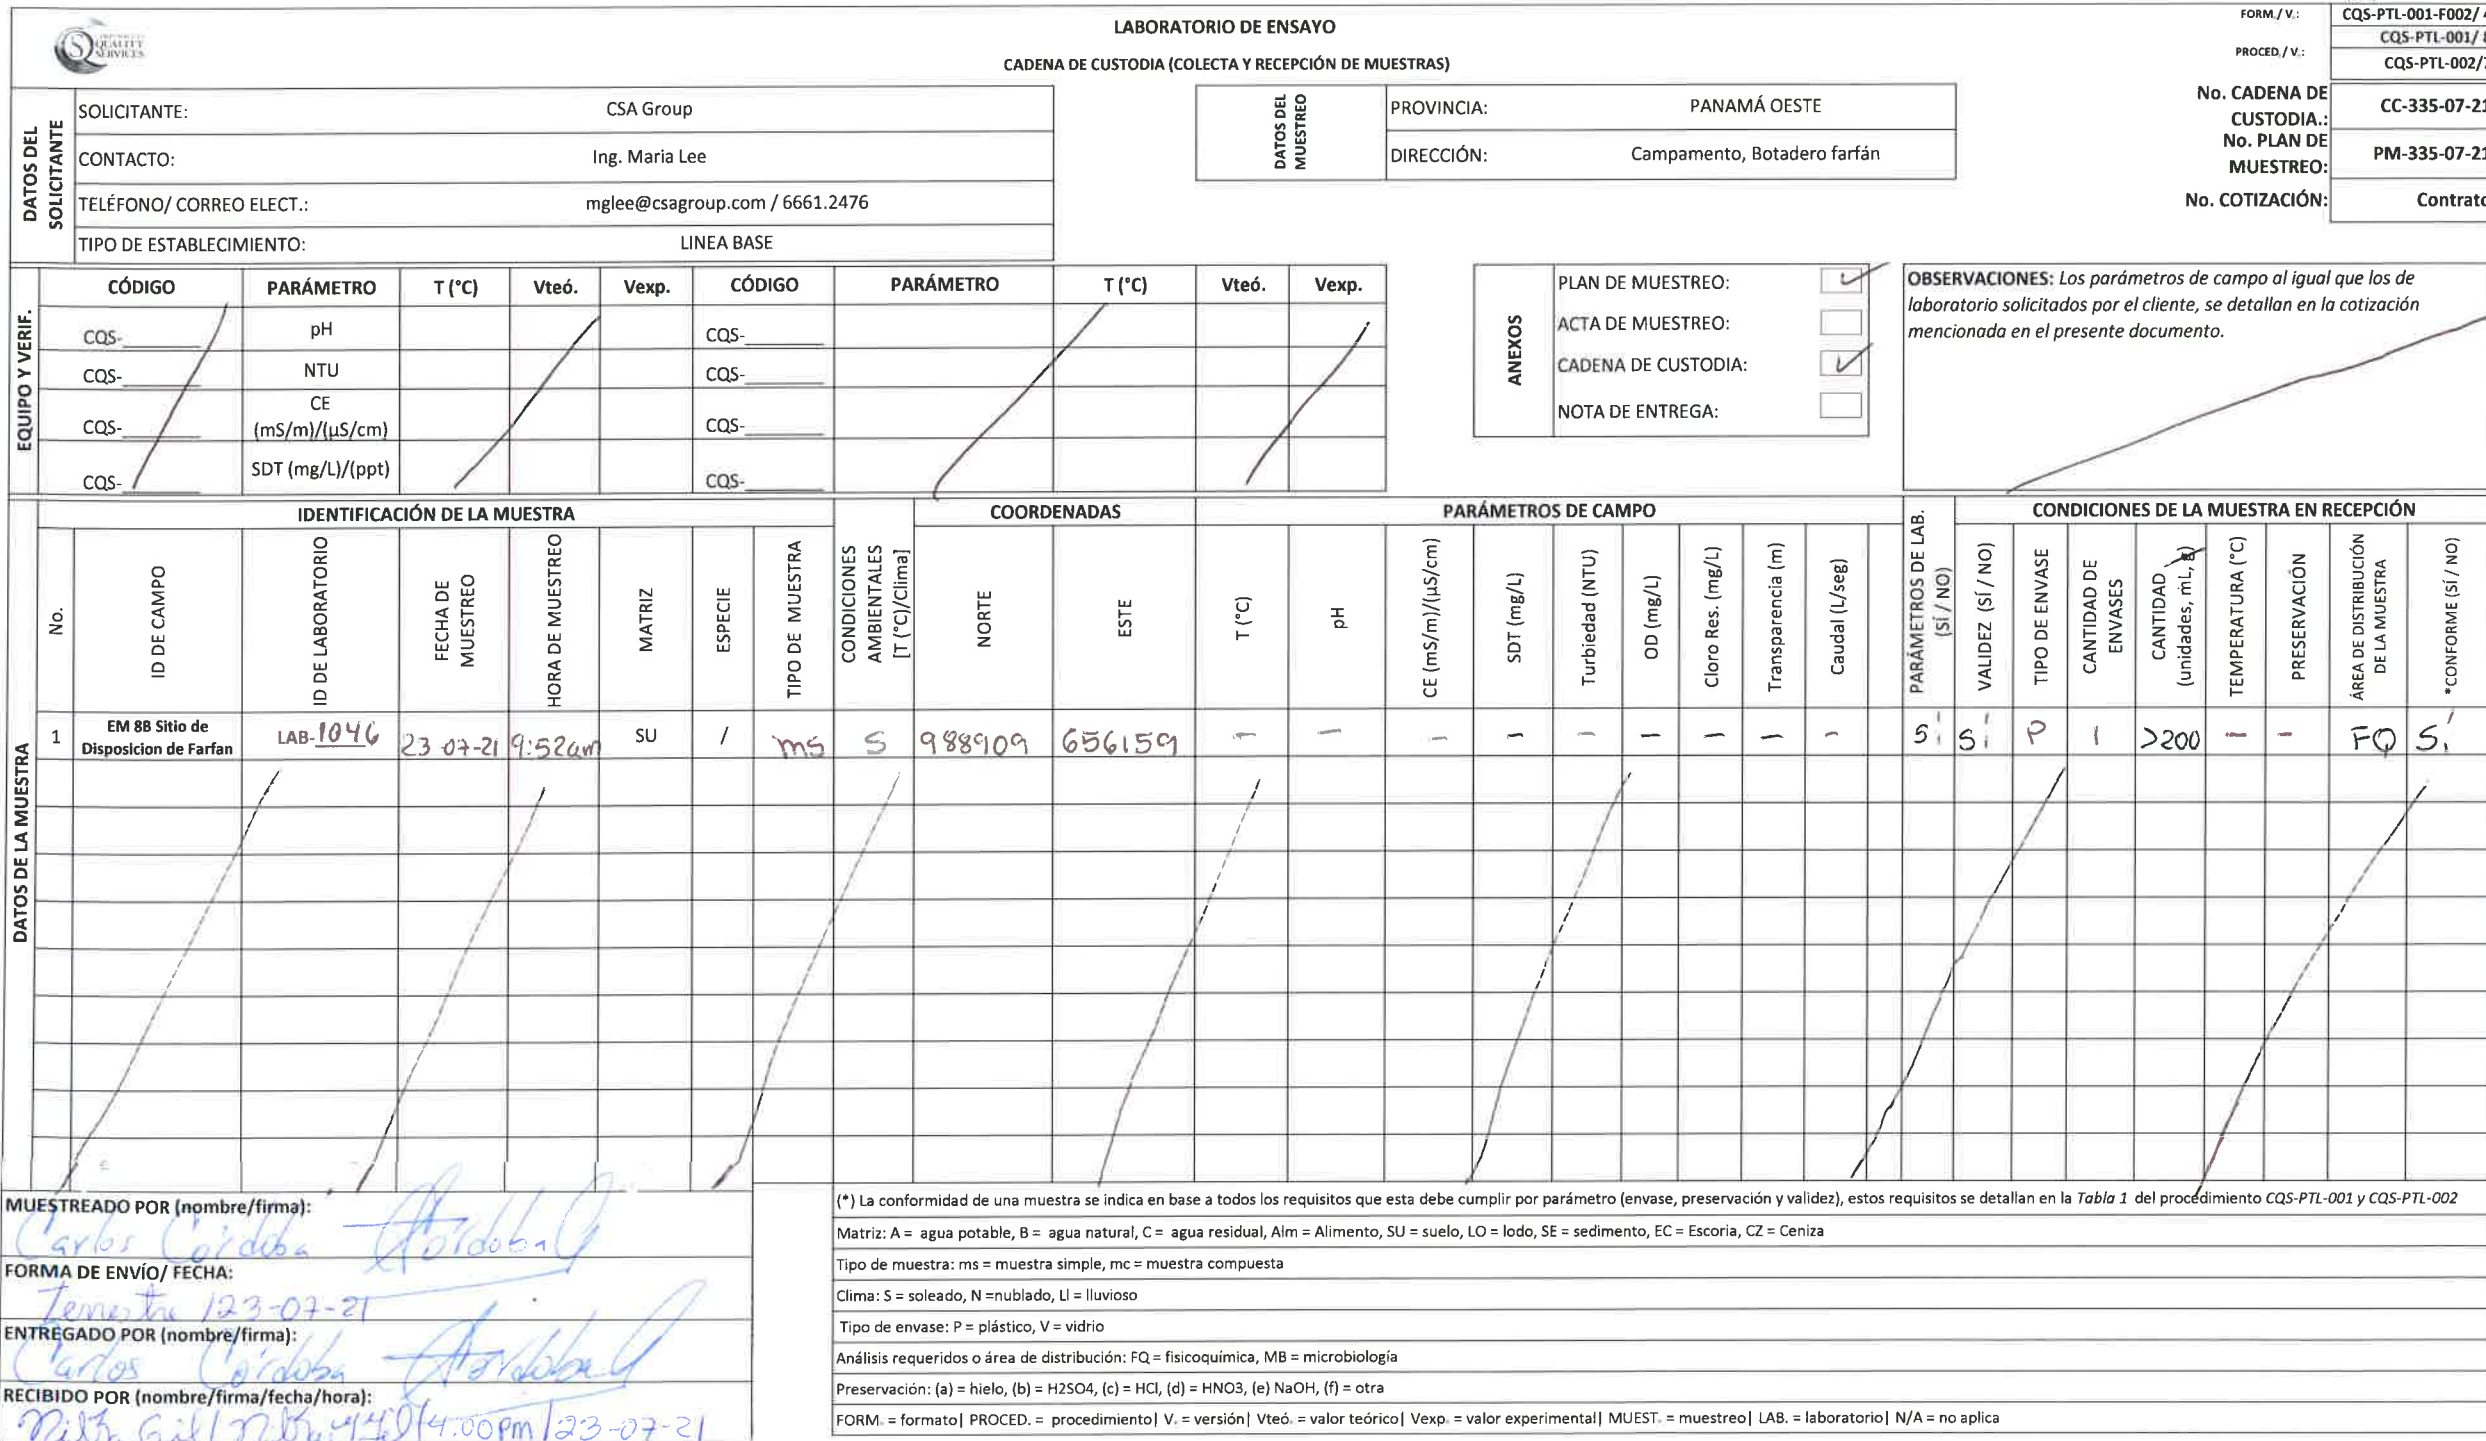 QUALITY
SERVICES
LABORATORIO DE ENSAYO
CADENA DE CUSTODIA (COLECTA Y RECEPCIÓN DE MUESTRAS)
FORM./ V.: CQS-PTL-001-F002/
PROCED./ V.: CQS-PTL-001/
CQS-PTL-002/
No. CADENA DE CUSTODIA.: CC-335-07-21
No. PLAN DE MUESTREO: PM-335-07-21
No. COTIZACIÓN: Contrato
DATOS DEL SOLICITANTE
SOLICITANTE: CSA Group
CONTACTO: Ing. Maria Lee
TELÉFONO/ CORREO ELECT.: mglee@csagroup.com / 6661.2476
TIPO DE ESTABLECIMIENTO: LINEA BASE
DATOS DEL MUESTREO
PROVINCIA: PANAMÁ OESTE
DIRECCIÓN: Campamento, Botadero farfán
EQUIPO Y VERIF.
CÓDIGO PARÁMETRO T (°C) Vteó. Vexp. CÓDIGO PARÁMETRO T (°C) Vteó. Vexp.
CQS- pH CQS-
CQS- NTU CQS-
CQS- CE (mS/m)/(µS/cm) CQS-
CQS- SDT (mg/L)/(ppt) CQS-
ANEXOS
PLAN DE MUESTREO:
ACTA DE MUESTREO:
CADENA DE CUSTODIA:
NOTA DE ENTREGA:
OBSERVACIONES: Los parámetros de campo al igual que los de
laboratorio solicitados por el cliente, se detallan en la cotización
mencionada en el presente documento.
DATOS DE LA MUESTRA
IDENTIFICACIÓN DE LA MUESTRA COORDENADAS PARÁMETROS DE CAMPO CONDICIONES DE LA MUESTRA EN RECEPCIÓN
No.
ID DE CAMPO
ID DE LABORATORIO
FECHA DE MUESTREO
HORA DE MUESTREO
MATRIZ
ESPECIE
TIPO DE MUESTRA
CONDICIONES AMBIENTALES [T (°C)/Clima]
NORTE
ESTE
T (°C)
pH
CE (mS/m)/(µS/cm)
SDT (mg/L)
Turbiedad (NTU)
OD (mg/L)
Cloro Res. (mg/L)
Transparencia (m)
Caudal (L/seg)
PARÁMETROS DE LAB. (SÍ / NO)
VALIDEZ (SÍ / NO)
TIPO DE ENVASE
CANTIDAD DE ENVASES
CANTIDAD (unidades, mL, g)
TEMPERATURA (°C)
PRESERVACIÓN
ÁREA DE DISTRIBUCIÓN DE LA MUESTRA
*CONFORME (SÍ / NO)
1 EM 8B Sitio de Disposicion de Farfan LAB-1046 23-07-21 9:52am SU / ms S 988909 656159 - - - - - - - - - Sí Sí P 1 >200 - - FQ Sí
MUESTREADO POR (nombre/firma):
Carlos Córdoba
FORMA DE ENVÍO/ FECHA:
Terrestre /23-07-21
ENTREGADO POR (nombre/firma):
Carlos Córdoba
RECIBIDO POR (nombre/firma/fecha/hora):
Gil / 4:00pm /23-07-21
(*) La conformidad de una muestra se indica en base a todos los requisitos que esta debe cumplir por parámetro (envase, preservación y validez), estos requisitos se detallan en la Tabla 1 del procedimiento CQS-PTL-001 y CQS-PTL-002
Matriz: A = agua potable, B = agua natural, C = agua residual, Alm = Alimento, SU = suelo, LO = lodo, SE = sedimento, EC = Escoria, CZ = Ceniza
Tipo de muestra: ms = muestra simple, mc = muestra compuesta
Clima: S = soleado, N =nublado, Ll = lluvioso
Tipo de envase: P = plástico, V = vidrio
Análisis requeridos o área de distribución: FQ = fisicoquímica, MB = microbiología
Preservación: (a) = hielo, (b) = H2SO4, (c) = HCl, (d) = HNO3, (e) NaOH, (f) = otra
FORM. = formato| PROCED. = procedimiento| V. = versión| Vteó. = valor teórico| Vexp. = valor experimental| MUEST. = muestreo| LAB. = laboratorio| N/A = no aplica